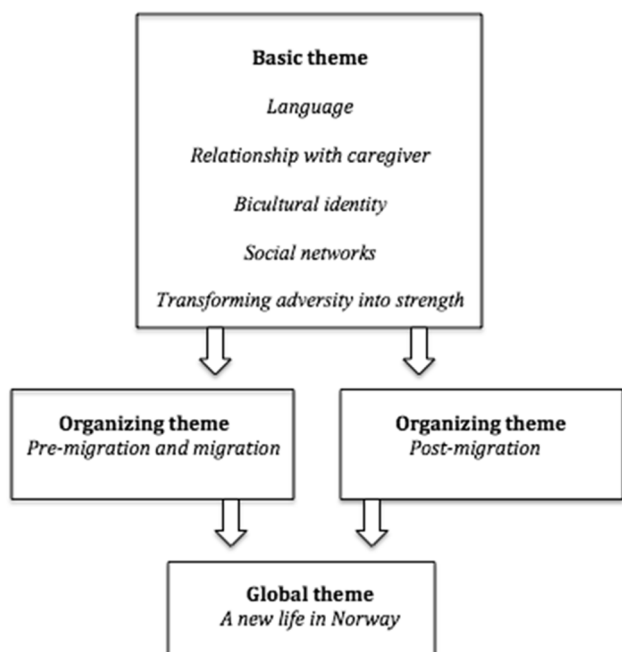 Basic theme
Language
Relationship with caregiver
Bicultural identity
Social networks
Transforming adversity into strength
Organizing theme
Pre-migration and migration
Organizing theme
Post-migration
Global theme
A new life in Norway